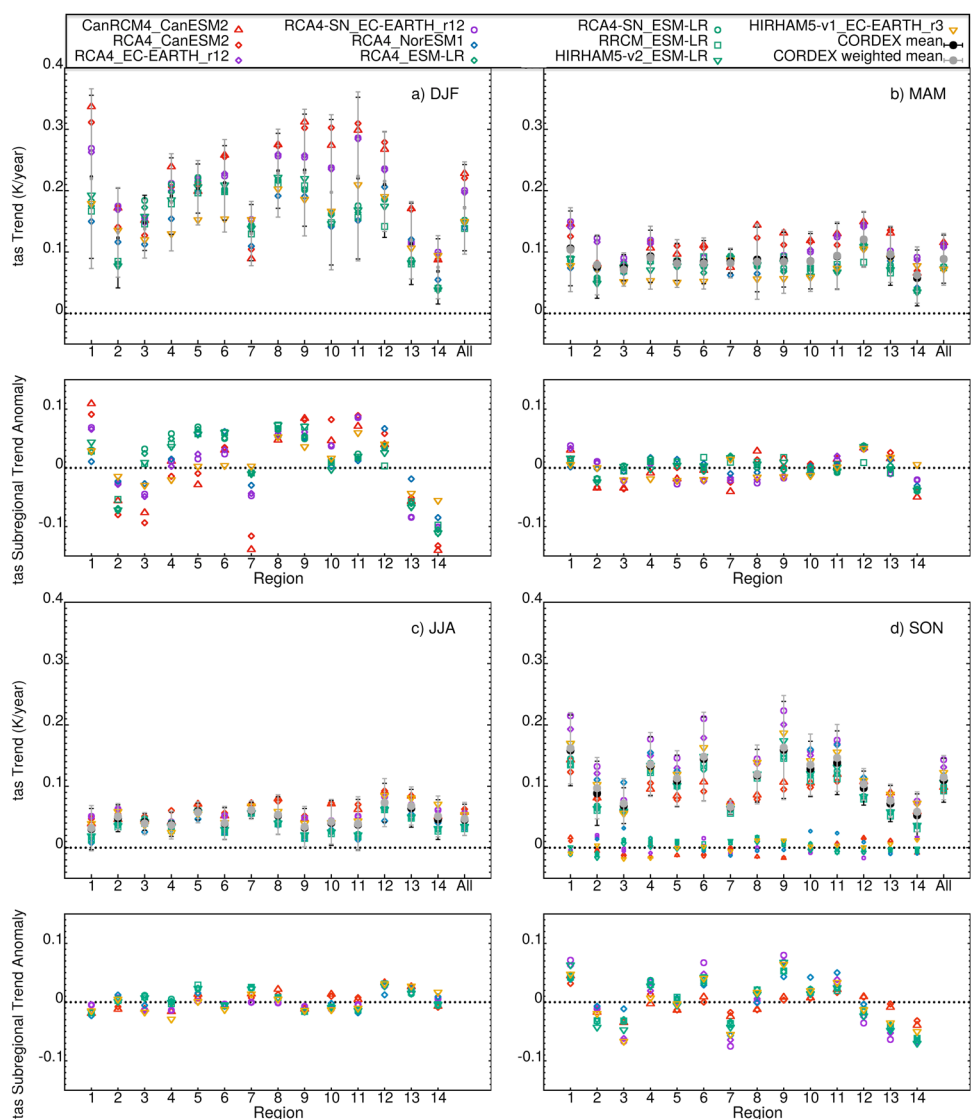 CanRCM4_CanESM2 RCA4-SN_EC-EARTH_r12 RCA4-SN_ESM-LR HIRHAM5-v1_EC-EARTH_r3
RCA4_CanESM2 RCA4_NorESM1 RRCM_ESM-LR CORDEX mean
RCA4_EC-EARTH_r12 RCA4_ESM-LR HIRHAM5-v2_ESM-LR CORDEX weighted mean
0.4
a) DJF
b) MAM
0.3 0.3
0.2 0.2
0.1 0.1
0 0
tas Trend (K/year)
1 2 3 4 5 6 7 8 9 10 11 12 13 14 All
1 2 3 4 5 6 7 8 9 10 11 12 13 14 All
0.1 0.1
0 0
-0.1 -0.1
tas Subregional Trend Anomaly
1 2 3 4 5 6 7 8 9 10 11 12 13 14
1 2 3 4 5 6 7 8 9 10 11 12 13 14
Region Region
0.4 0.4
c) JJA
d) SON
0.3 0.3
0.2 0.2
0.1 0.1
0 0
tas Trend (K/year)
1 2 3 4 5 6 7 8 9 10 11 12 13 14 All
1 2 3 4 5 6 7 8 9 10 11 12 13 14 All
0.1 0.1
0 0
-0.1 -0.1
tas Subregional Trend Anomaly
1 2 3 4 5 6 7 8 9 10 11 12 13 14
1 2 3 4 5 6 7 8 9 10 11 12 13 14
Region Region